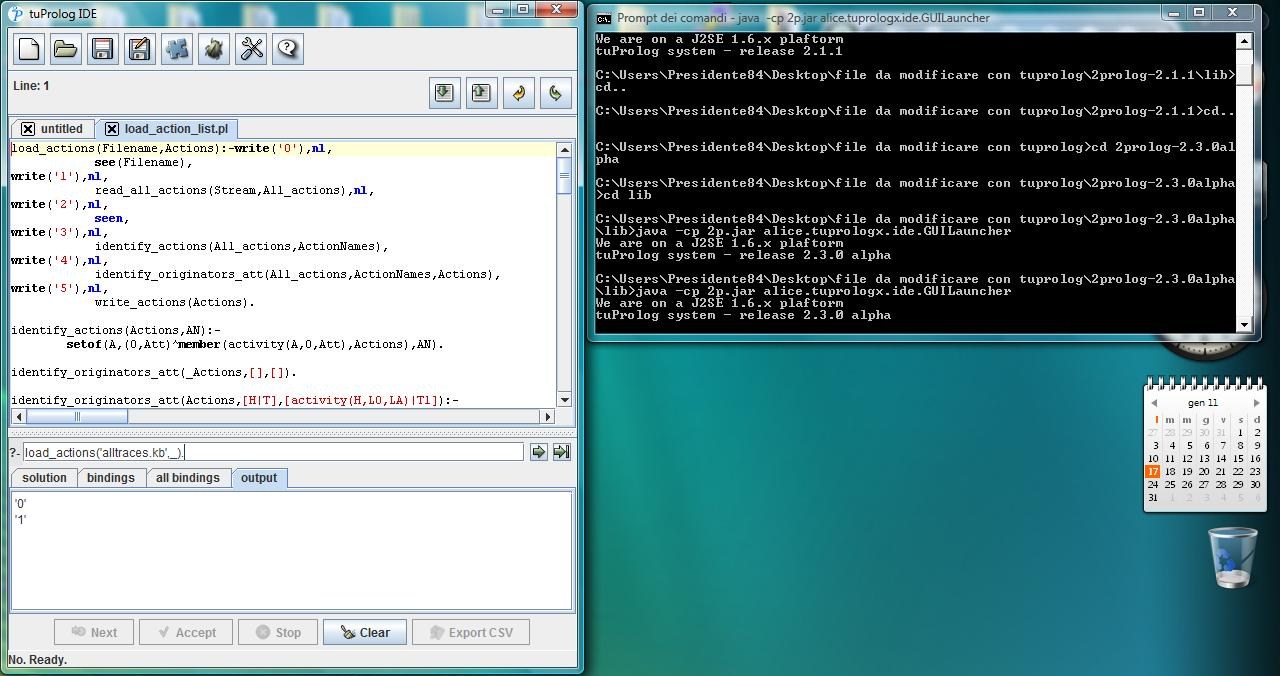 tuProlog IDE
Line: 1
untitled
load_action_list.pl
load_actions(Filename,Actions):-write('0'),nl,
see(Filename),
write('1'),nl,
read_all_actions(Stream,All_actions),nl,
write('2'),nl,
seen,
write('3'),nl,
identify_actions(All_actions,ActionNames),
write('4'),nl,
identify_originators_att(All_actions,ActionNames,Actions),
write('5'),nl,
write_actions(Actions).
identify_actions(Actions,AN):-
setof(A,(O,Att)^member(activity(A,O,Att),Actions),AN).
identify_originators_att(_Actions,[],[]).
identify_originators_att(Actions,[H|T],[activity(H,LO,LA)|T1]):-
?- load_actions('alltraces.kb',_).
solution bindings all bindings output
'0'
'1'
Next Accept Stop Clear Export CSV
No. Ready.
Prompt dei comandi - java -cp 2p.jar alice.tuprologx.ide.GUILauncher
We are on a J2SE 1.6.x plaftorm
tuProlog system - release 2.1.1
C:\Users\Presidente84\Desktop\file da modificare con tuprolog\2prolog-2.1.1\lib>
cd..
C:\Users\Presidente84\Desktop\file da modificare con tuprolog\2prolog-2.1.1>cd..
C:\Users\Presidente84\Desktop\file da modificare con tuprolog>cd 2prolog-2.3.0al
pha
C:\Users\Presidente84\Desktop\file da modificare con tuprolog\2prolog-2.3.0alpha
>cd lib
C:\Users\Presidente84\Desktop\file da modificare con tuprolog\2prolog-2.3.0alpha
\lib>java -cp 2p.jar alice.tuprologx.ide.GUILauncher
We are on a J2SE 1.6.x plaftorm
tuProlog system - release 2.3.0 alpha
C:\Users\Presidente84\Desktop\file da modificare con tuprolog\2prolog-2.3.0alpha
\lib>java -cp 2p.jar alice.tuprologx.ide.GUILauncher
We are on a J2SE 1.6.x plaftorm
tuProlog system - release 2.3.0 alpha
gen 11
l m m g v s d
27 28 29 30 31 1 2
3 4 5 6 7 8 9
10 11 12 13 14 15 16
17 18 19 20 21 22 23
24 25 26 27 28 29 30
31 1 2 3 4 5 6